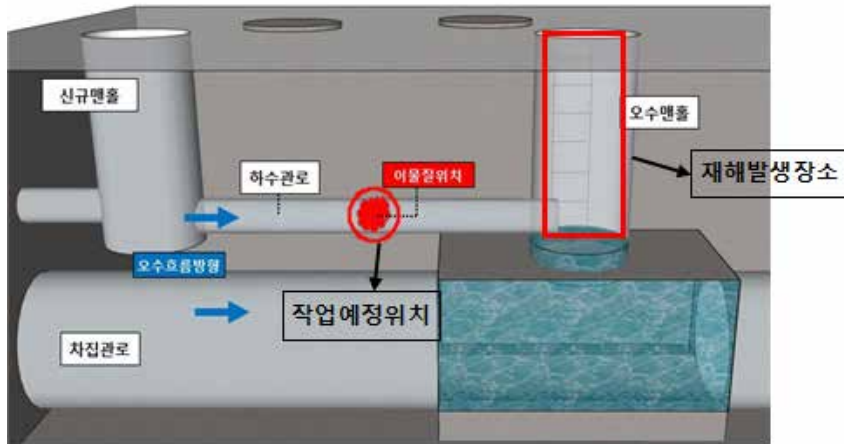 신규맨홀
오수맨홀
하수관로
이물질위치
재해발생장소
오수흐름방형
작업예정위치
차집관로